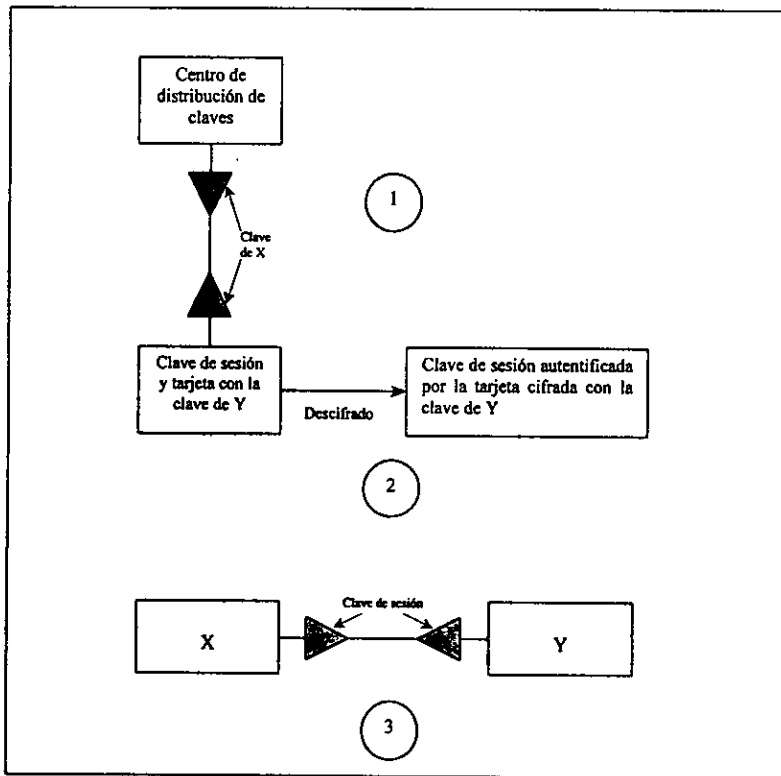 Centro de
distribución de
claves
1
Clave
de X
Clave de sesión
y tarjeta con la
clave de Y
Descifrado
Clave de sesión autentificada
por la tarjeta cifrada con la
clave de Y
2
Clave de sesión
X
Y
3